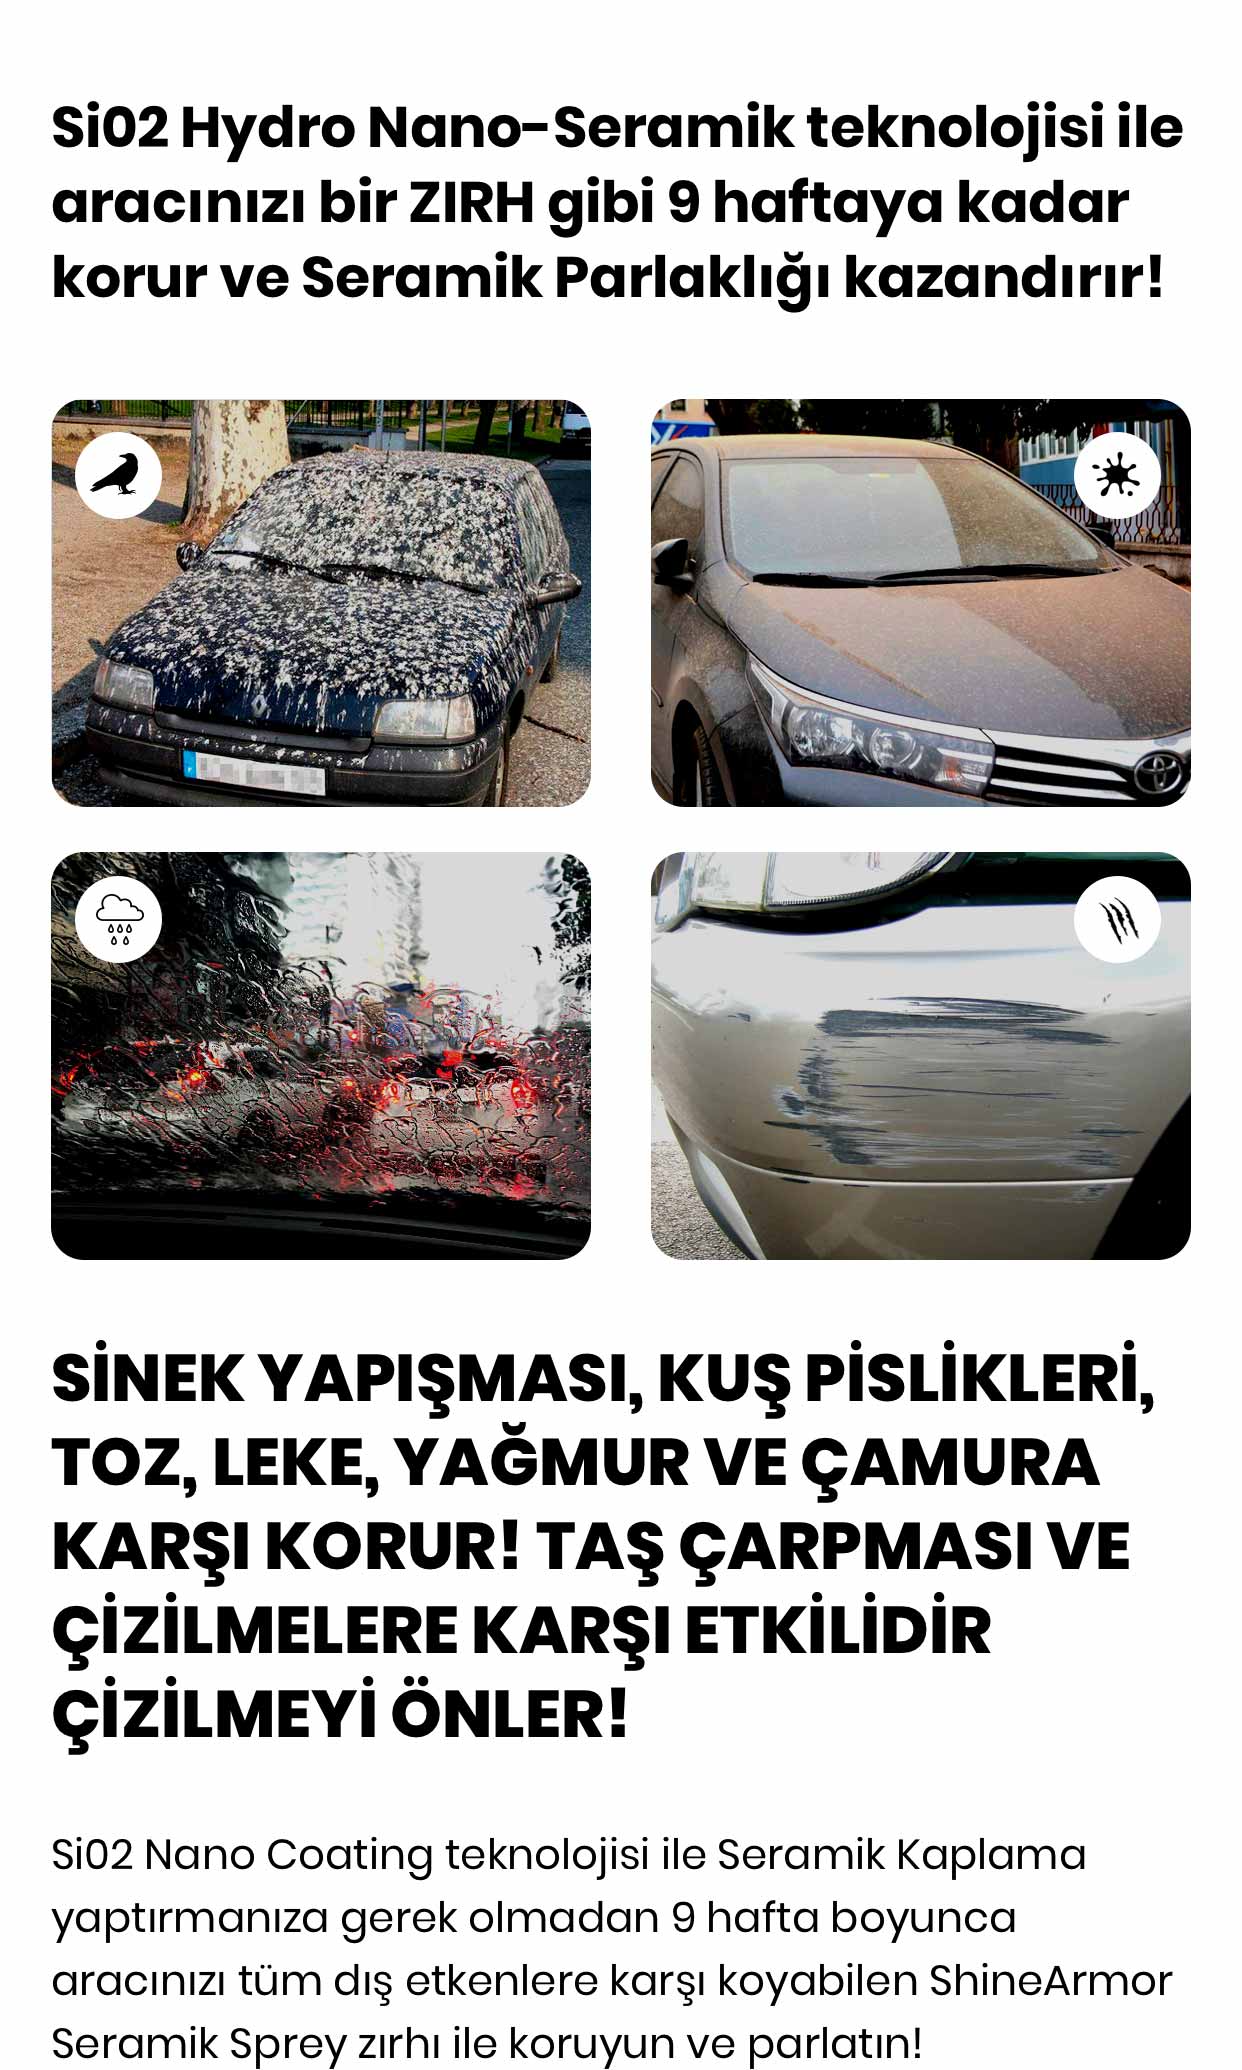 Si02 Hydro Nano-Seramik teknolojisi ile
aracınızı bir ZIRH gibi 9 haftaya kadar
korur ve Seramik Parlaklığı kazandırır!
SİNEK YAPIŞMASI, KUŞ PİSLİKLERİ,
TOZ, LEKE, YAĞMUR VE ÇAMURA
KARŞI KORUR! TAŞ ÇARPMASI VE
ÇİZİLMELERE KARŞI ETKİLİDİR
ÇİZİLMEYİ ÖNLER!
Si02 Nano Coating teknolojisi ile Seramik Kaplama
yaptırmanıza gerek olmadan 9 hafta boyunca
aracınızı tüm dış etkenlere karşı koyabilen ShineArmor
Seramik Sprey zırhı ile koruyun ve parlatın!